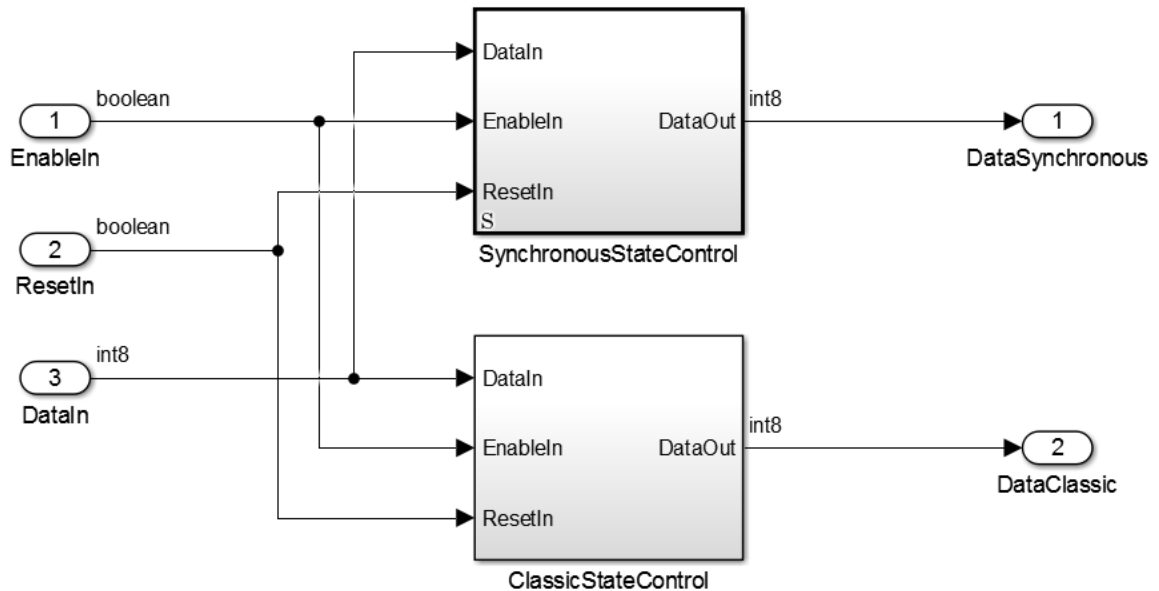 DataIn
boolean
int8
1
EnableIn
DataOut
1
EnableIn
DataSynchronous
ResetIn
boolean
S
2
SynchronousStateControl
ResetIn
int8
3
DataIn
DataIn
int8
EnableIn
DataOut
2
DataClassic
ResetIn
ClassicStateControl